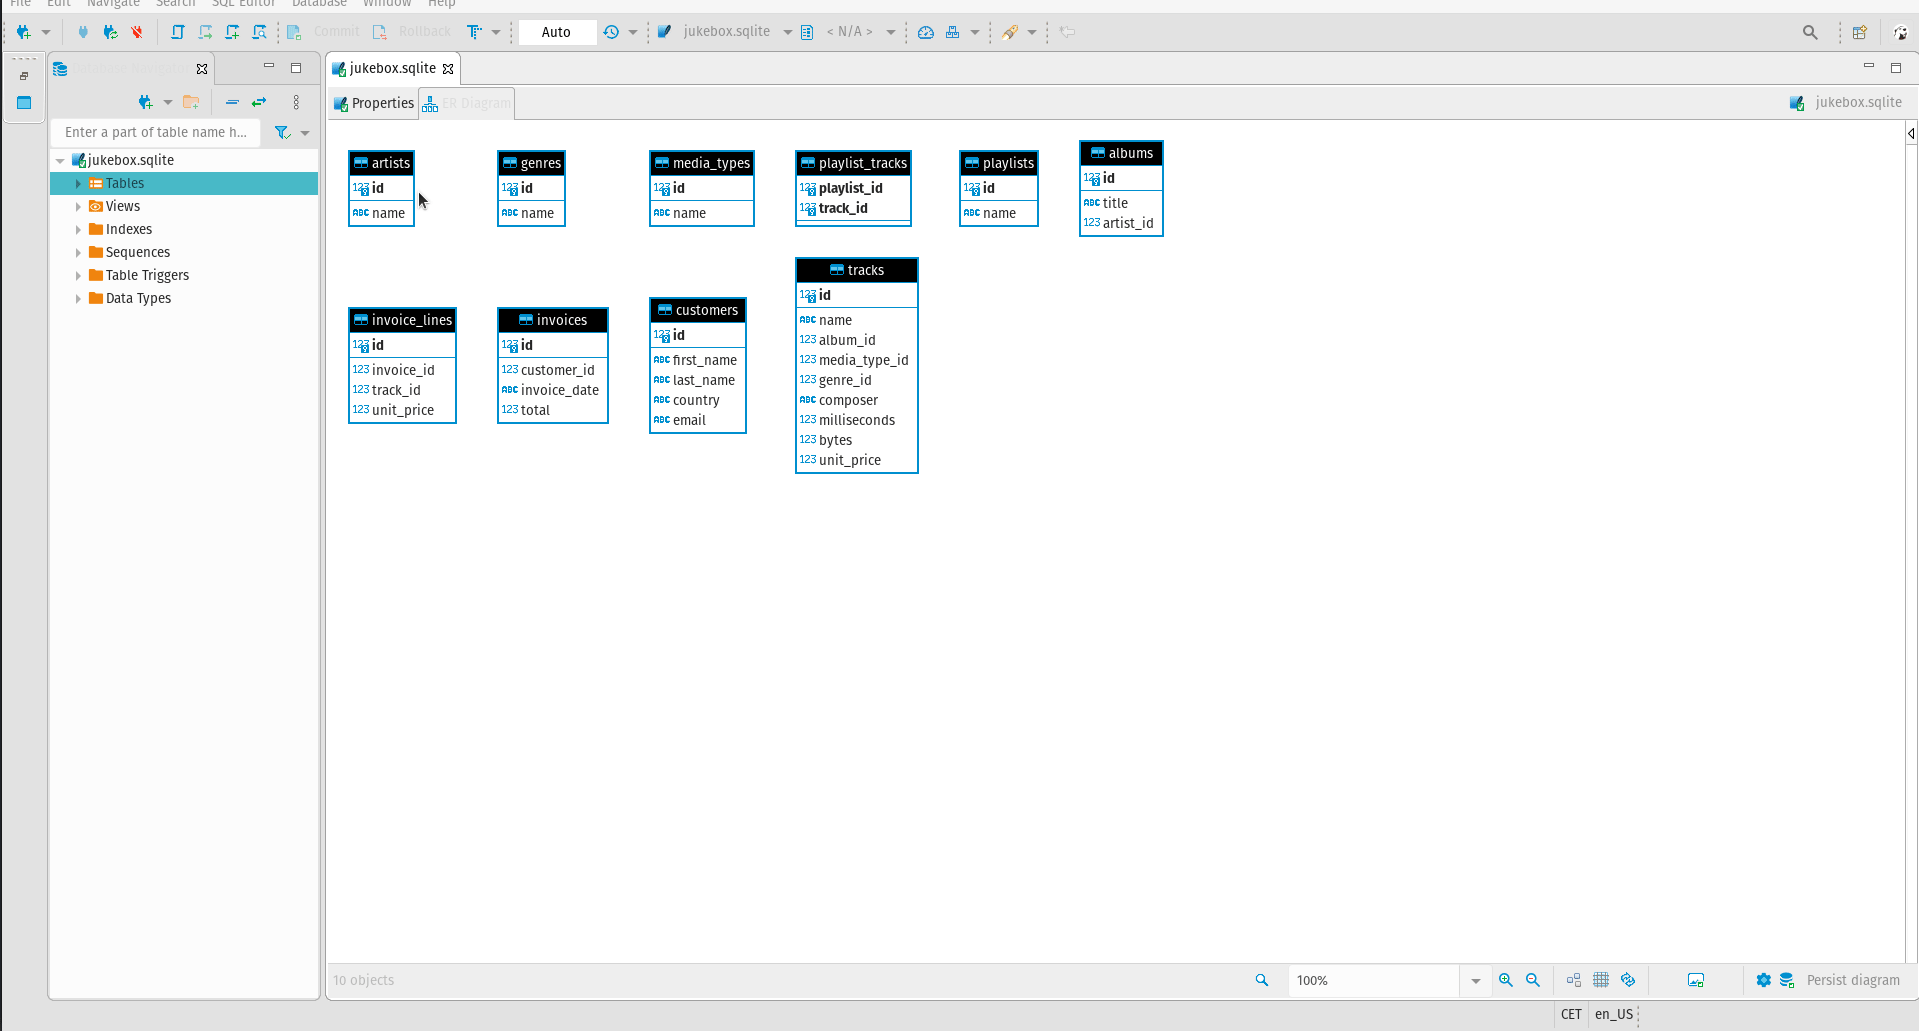 File Edit Navigate Search SQL Editor Database Window Help
Commit Rollback Auto jukebox.sqlite < N/A >
jukebox.sqlite
Properties ER Diagram jukebox.sqlite
Enter a part of table name h...
jukebox.sqlite
Tables
Views
Indexes
Sequences
Table Triggers
Data Types
artists
id
name
genres
id
name
media_types
id
name
playlist_tracks
playlist_id
track_id
playlists
id
name
albums
id
title
artist_id
invoice_lines
id
invoice_id
track_id
unit_price
invoices
id
customer_id
invoice_date
total
customers
id
first_name
last_name
country
email
tracks
id
name
album_id
media_type_id
genre_id
composer
milliseconds
bytes
unit_price
10 objects
100%
Persist diagram
CET en_US